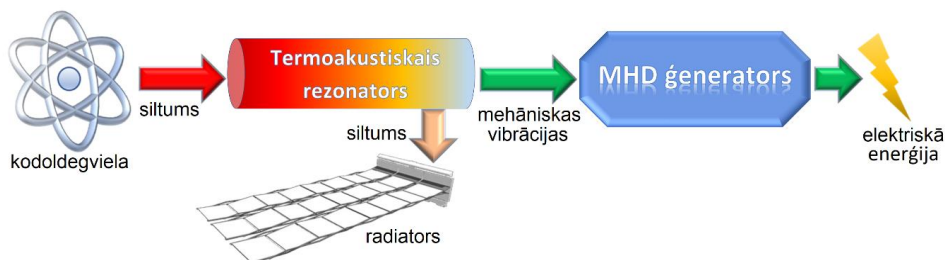 kodoldegviela
siltums
Termoakustiskais
rezonators
siltums
radiators
mehāniskas
vibrācijas
MHD ģenerators
elektriskā
enerģija